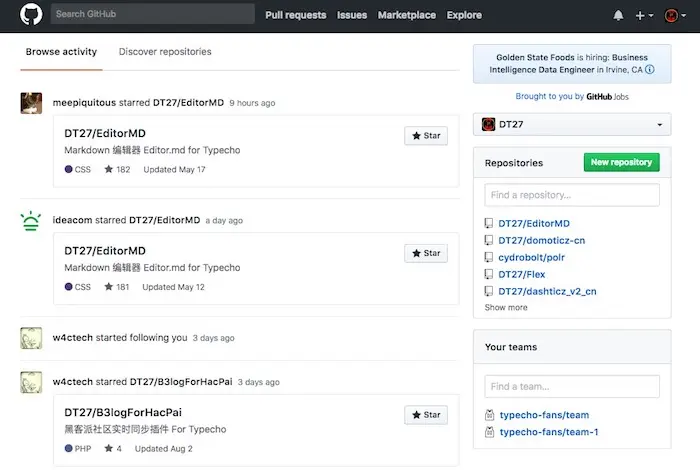 Search GitHub
Pull requests Issues Marketplace Explore
Browse activity Discover repositories
meepiquitous starred DT27/EditorMD 9 hours ago
DT27/EditorMD
Star
Markdown 编辑器 Editor.md for Typecho
CSS 182 Updated May 17
ideacom starred DT27/EditorMD a day ago
DT27/EditorMD
Star
Markdown 编辑器 Editor.md for Typecho
CSS 181 Updated May 12
w4ctech started following you 3 days ago
w4ctech starred DT27/B3logForHacPai 3 days ago
DT27/B3logForHacPai
Star
黑客派社区实时同步插件 For Typecho
PHP 4 Updated Aug 2
Golden State Foods is hiring: Business
Intelligence Data Engineer in Irvine, CA
Brought to you by GitHub Jobs
DT27
Repositories
New repository
Find a repository...
DT27/EditorMD
DT27/domoticz-cn
cydrobolt/polr
DT27/Flex
DT27/dashticz_v2_cn
Show more
Your teams
Find a team...
typecho-fans/team
typecho-fans/team-1